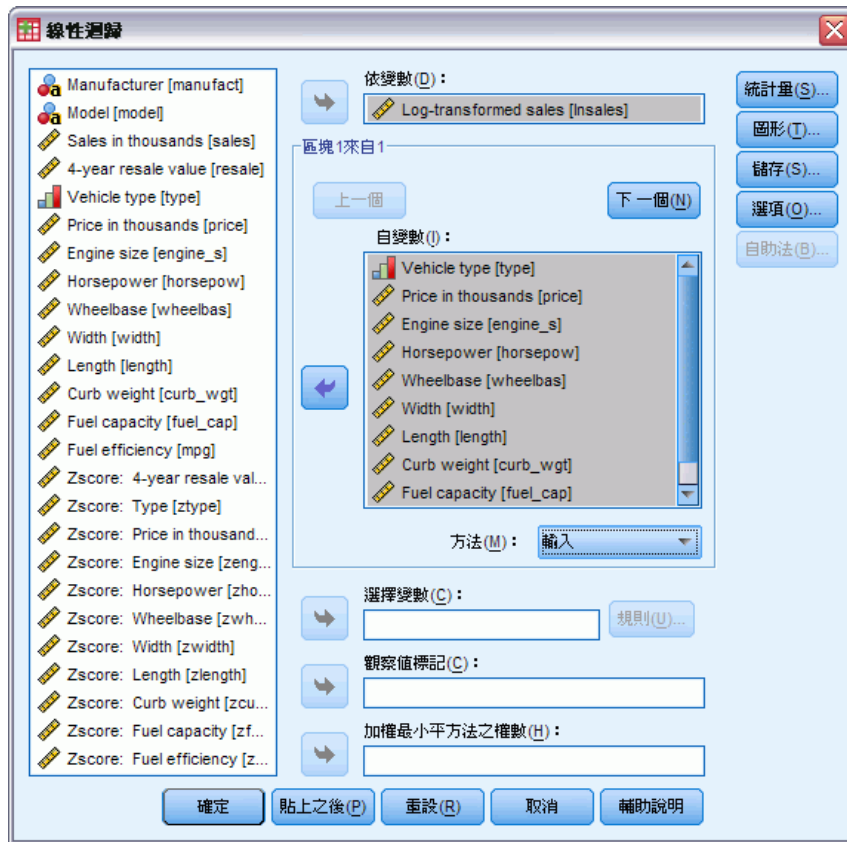 線性迴歸
Manufacturer [manufact]
Model [model]
Sales in thousands [sales]
4-year resale value [resale]
Vehicle type [type]
Price in thousands [price]
Engine size [engine_s]
Horsepower [horsepow]
Wheelbase [wheelbas]
Width [width]
Length [length]
Curb weight [curb_wgt]
Fuel capacity [fuel_cap]
Fuel efficiency [mpg]
Zscore: 4-year resale val...
Zscore: Type [ztype]
Zscore: Price in thousand...
Zscore: Engine size [zeng...
Zscore: Horsepower [zho...
Zscore: Wheelbase [zwh...
Zscore: Width [zwidth]
Zscore: Length [zlength]
Zscore: Curb weight [zcu...
Zscore: Fuel capacity [zf...
Zscore: Fuel efficiency [z...
依變數(D)：
Log-transformed sales [lnsales]
區塊1來自1
上一個
下一個(N)
自變數(I)：
Vehicle type [type]
Price in thousands [price]
Engine size [engine_s]
Horsepower [horsepow]
Wheelbase [wheelbas]
Width [width]
Length [length]
Curb weight [curb_wgt]
Fuel capacity [fuel_cap]
方法(M)：
輸入
選擇變數(C)：
規則(U)...
觀察值標記(C)：
加權最小平方法之權數(H)：
統計量(S)...
圖形(T)...
儲存(S)...
選項(O)...
自助法(B)...
確定
貼上之後(P)
重設(R)
取消
輔助說明